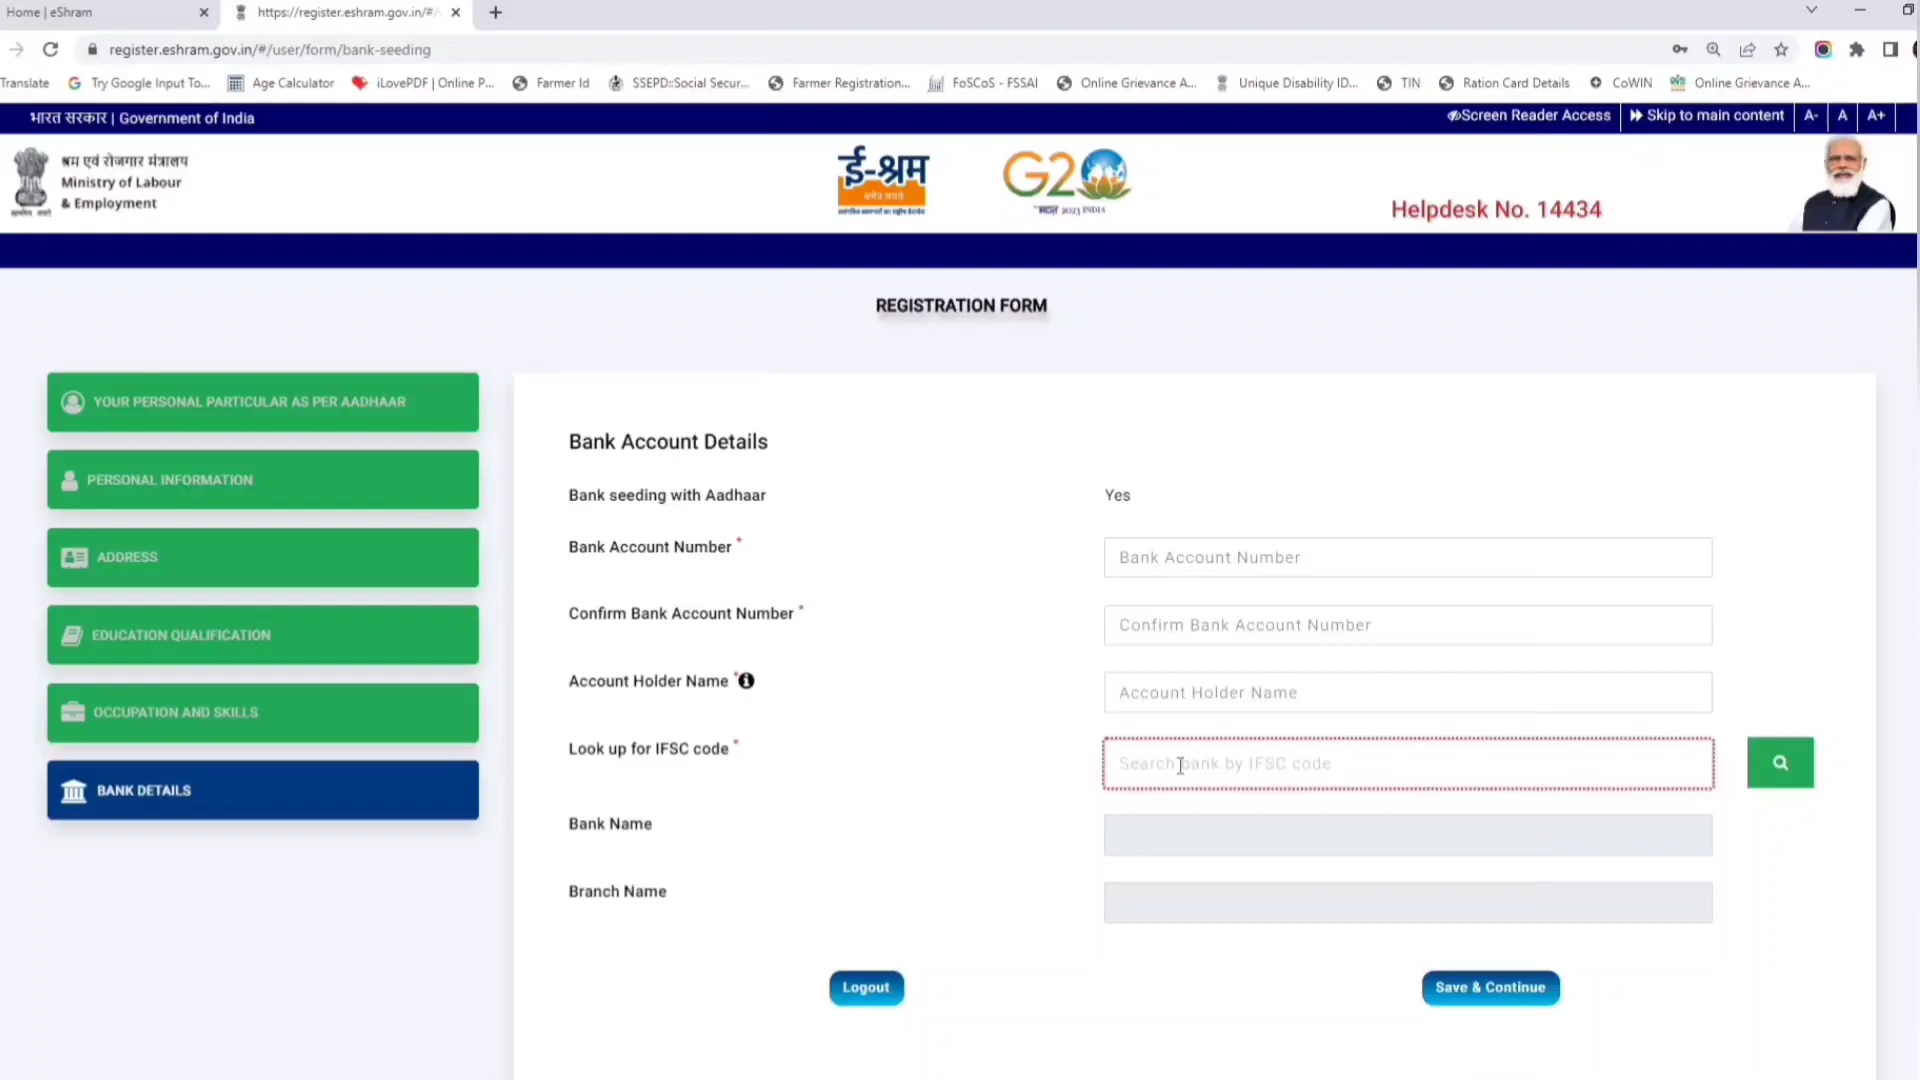 Home | eShram
https://register.eshram.gov.in/#/
register.eshram.gov.in/#/user/form/bank-seeding
Translate
Try Google Input To...
Age Calculator
iLovePDF | Online P...
Farmer Id
SSEPD::Social Secur...
Farmer Registration...
FoSCoS - FSSAI
Online Grievance A...
Unique Disability ID...
TIN
Ration Card Details
CoWIN
Online Grievance A...
भारत सरकार | Government of India
Screen Reader Access
Skip to main content
A-
A
A+
श्रम एवं रोजगार मंत्रालय
Ministry of Labour
& Employment
ई-श्रम
श्रमेव जयते
G20
भारत 2023 INDIA
Helpdesk No. 14434
REGISTRATION FORM
YOUR PERSONAL PARTICULAR AS PER AADHAAR
PERSONAL INFORMATION
ADDRESS
EDUCATION QUALIFICATION
OCCUPATION AND SKILLS
BANK DETAILS
Bank Account Details
Bank seeding with Aadhaar
Yes
Bank Account Number *
Bank Account Number
Confirm Bank Account Number *
Confirm Bank Account Number
Account Holder Name *
Account Holder Name
Look up for IFSC code *
Search bank by IFSC code
Bank Name
Branch Name
Logout
Save & Continue